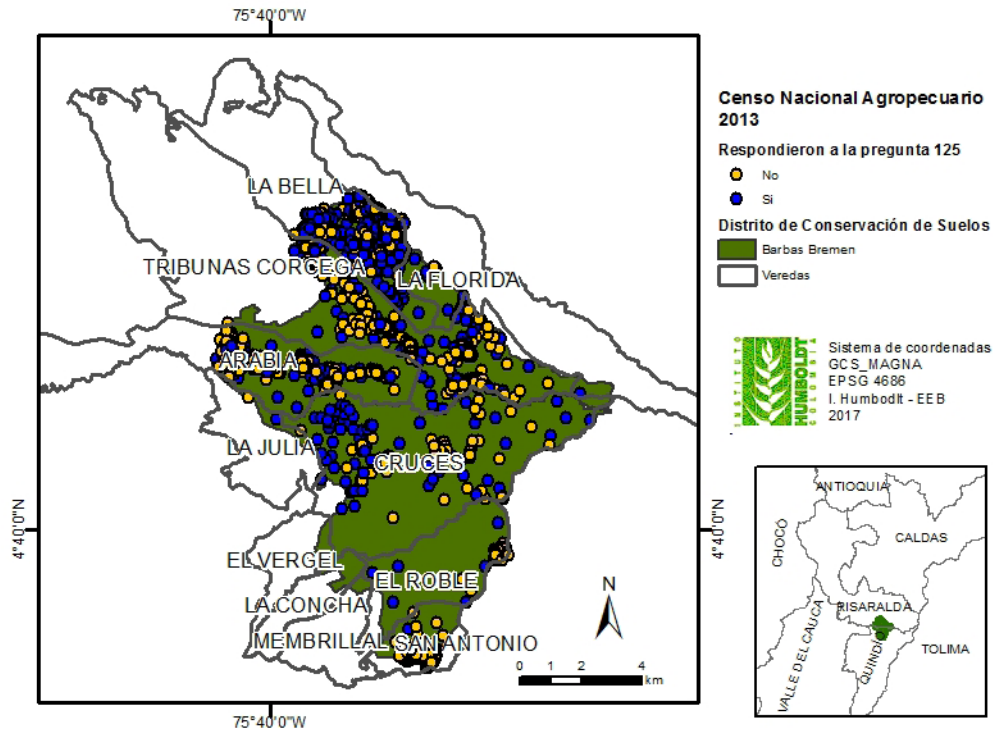 75°40'0"W
LA BELLA
TRIBUNAS CORCEGA
LA FLORIDA
ARABIA
LA JULIA
CRUCES
EL VERGEL
EL ROBLE
LA CONCHA
MEMBRILLAL
SAN ANTONIO
4°40'0"N
4°40'0"N
N
0 1 2 4
km
75°40'0"W
Censo Nacional Agropecuario
2013
Respondieron a la pregunta 125
No
Si
Distrito de Conservación de Suelos
Barbas Bremen
Veredas
INSTITUTO
HUMBOLDT
COLOMBIA
Sistema de coordenadas
GCS_MAGNA
EPSG 4686
I. Humbodlt - EEB
2017
ANTIOQUIA
CHOCÓ
CALDAS
RISARALDA
VALLE DEL CAUCA
QUINDIO
TOLIMA